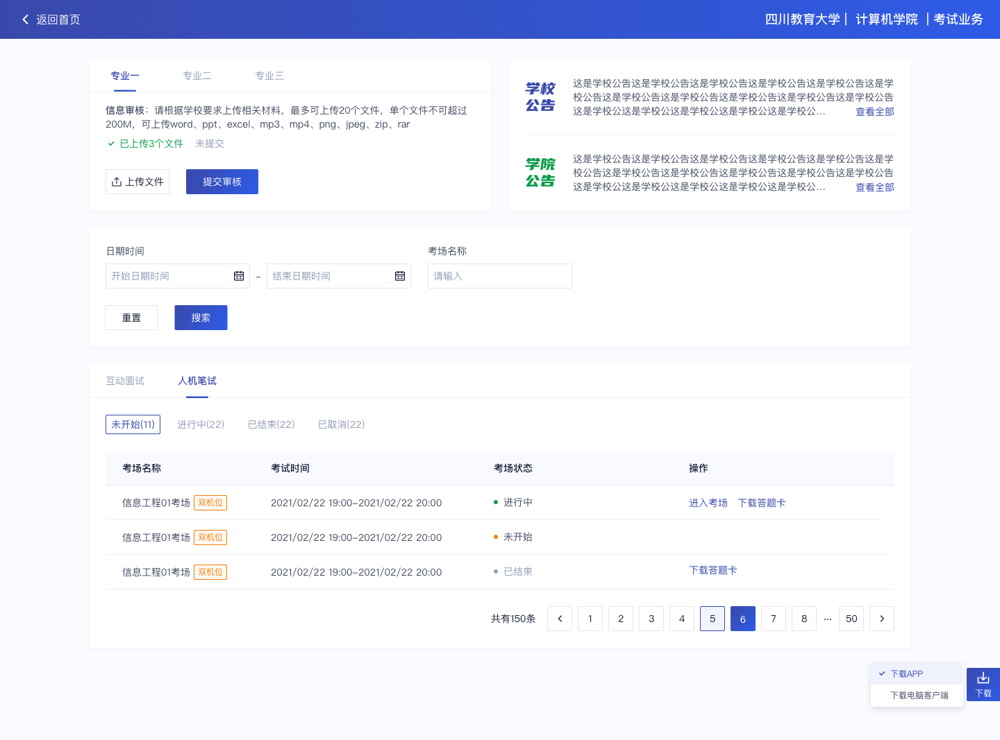 返回首页
四川教育大学 | 计算机学院 | 考试业务
专业一 专业二 专业三
信息审核：请根据学校要求上传相关材料，最多可上传20个文件，单个文件不可超过
200M，可上传word、ppt、excel、mp3、mp4、png、jpeg、zip、rar
已上传3个文件 未提交
上传文件 提交审核
学校
公告
这是学校公告这是学校公告这是学校公告这是学校公告这是学校公告这是学
校公告这是学校公告这是学校公告这是学校公告这是学校公告这是学校公告
这是学校公这是学校公这是学校公这是学校公这是学校公... 查看全部
学院
公告
这是学校公告这是学校公告这是学校公告这是学校公告这是学校公告这是学
校公告这是学校公告这是学校公告这是学校公告这是学校公告这是学校公告
这是学校公这是学校公这是学校公这是学校公这是学校公... 查看全部
日期时间 考场名称
开始日期时间 – 结束日期时间 请输入
重置 搜索
互动面试 人机笔试
未开始(11) 进行中(22) 已结束(22) 已取消(22)
考场名称 考试时间 考场状态 操作
信息工程01考场 双机位 2021/02/22 19:00–2021/02/22 20:00 进行中 进入考场 下载答题卡
信息工程01考场 双机位 2021/02/22 19:00–2021/02/22 20:00 未开始
信息工程01考场 双机位 2021/02/22 19:00–2021/02/22 20:00 已结束 下载答题卡
共有150条 1 2 3 4 5 6 7 8 ··· 50
下载APP
下载电脑客户端
下载